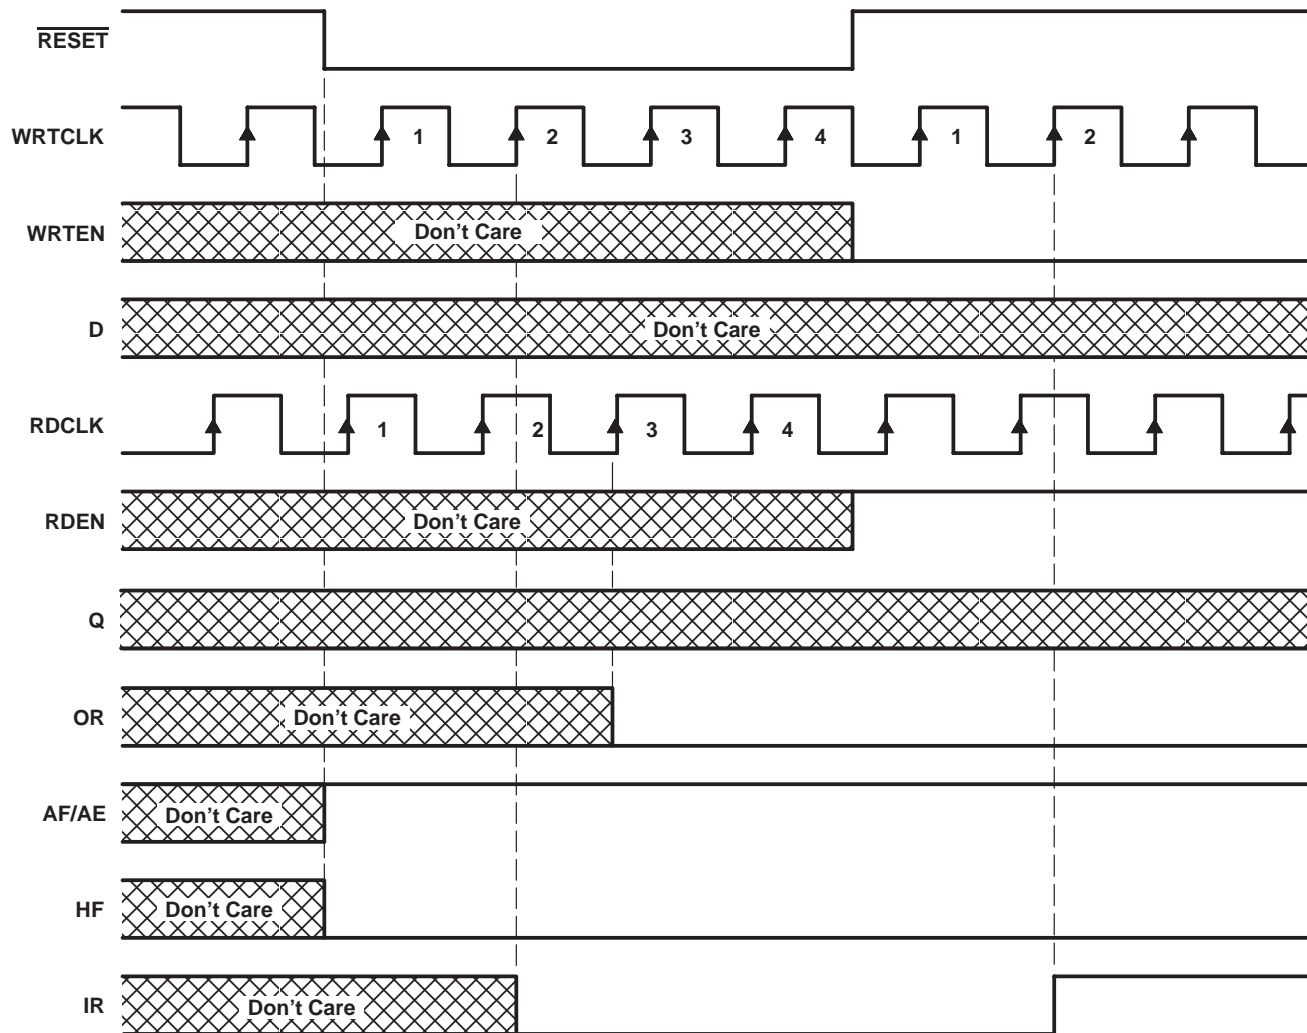 RESET
WRTCLK 1 2 3 4 1 2
WRTEN Don't Care
D Don't Care
RDCLK 1 2 3 4
RDEN Don't Care
Q
OR Don't Care
AF/AE Don't Care
HF Don't Care
IR Don't Care